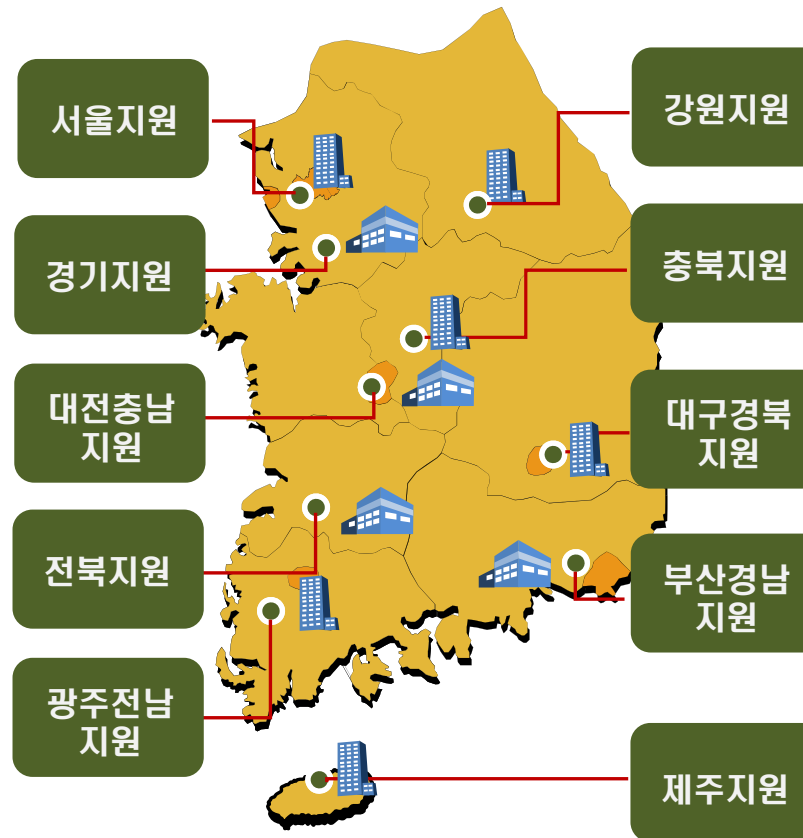 서울지원
경기지원
대전충남
지원
전북지원
광주전남
지원
강원지원
충북지원
대구경북
지원
부산경남
지원
제주지원